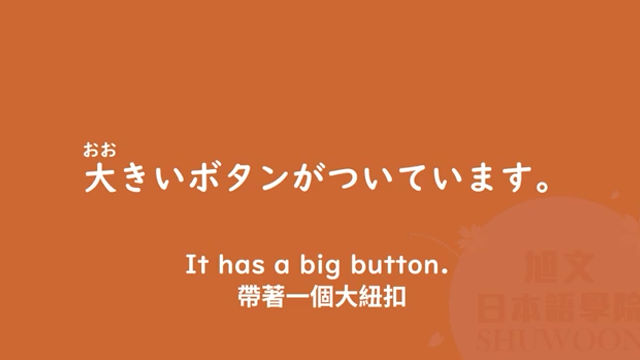 おお
大きいボタンがついています。
It has a big button.
帶著一個大紐扣
旭文
日本語學院
SHUWOON